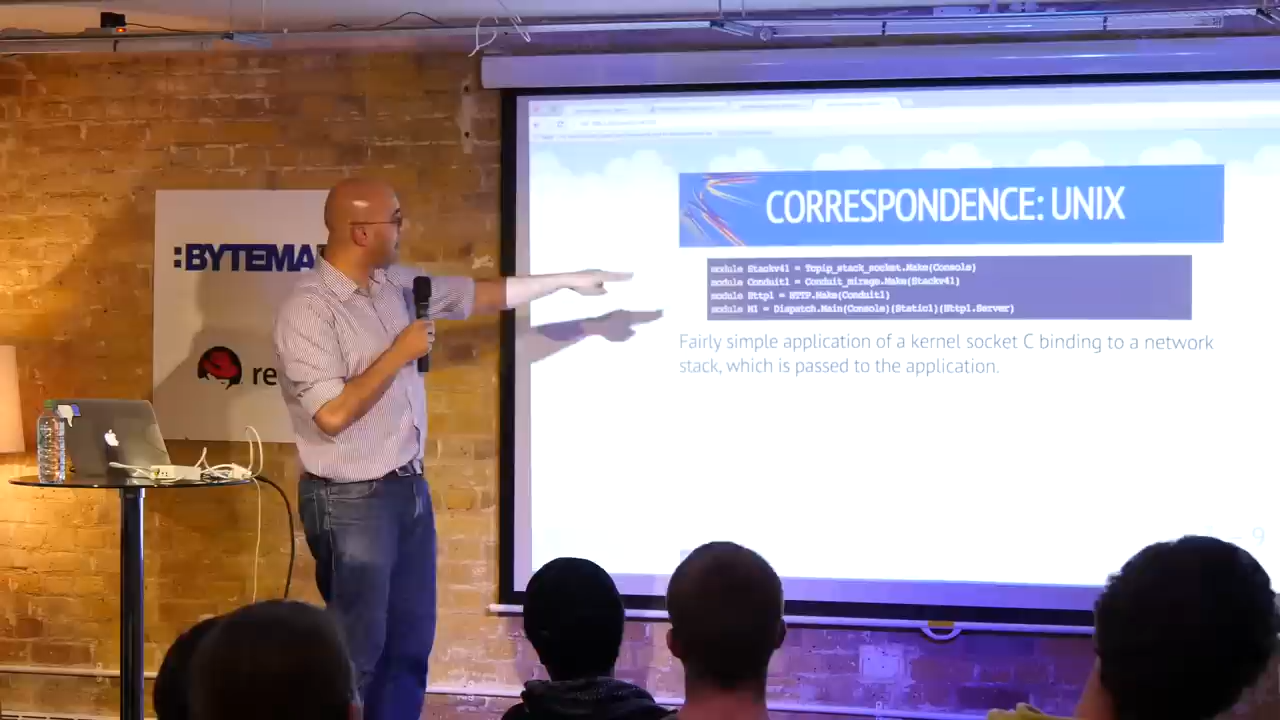 :BYTEMA
re
CORRESPONDENCE: UNIX
module Stackv41 = Tcpip_stack_socket.Make(Console)
module Conduit1 = Conduit_mirage.Make(Stackv41)
module Http1 = HTTP.Make(Conduit1)
module M1 = Dispatch.Main(Console)(Static1)(Http1.Server)
Fairly simple application of a kernel socket C binding to a network
stack, which is passed to the application.
9